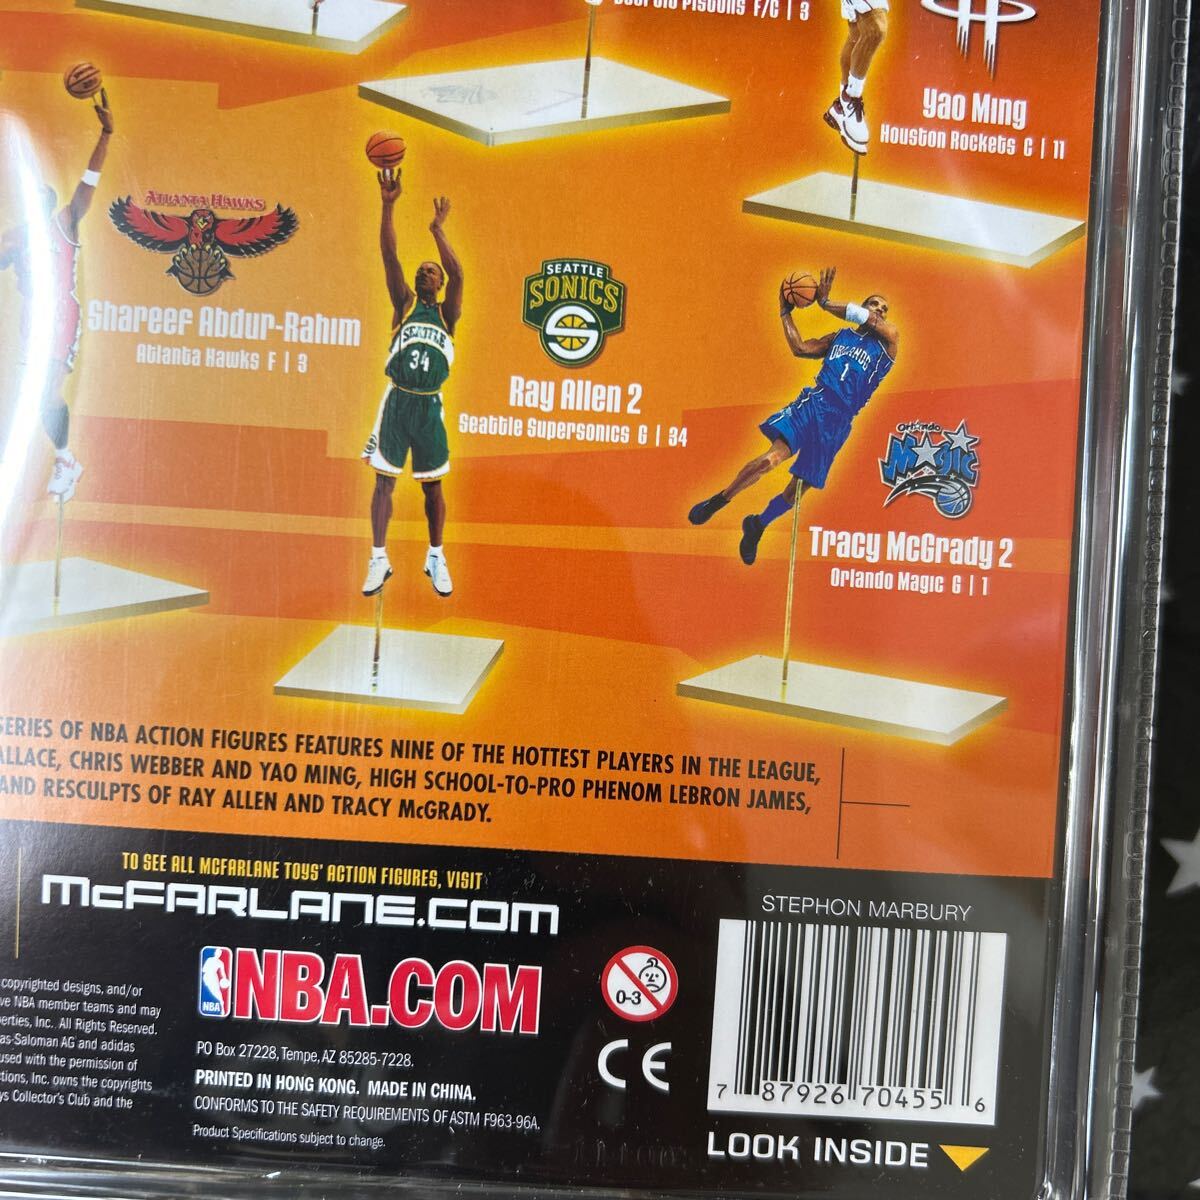 Detroit Pistons F/C | 3
Yao Ming
Houston Rockets C | 11
ATLANTA HAWKS
Shareef Abdur-Rahim
Atlanta Hawks F | 3
SEATTLE
34
SEATTLE
SONICS
Ray Allen 2
Seattle Supersonics G | 34
ORLANDO
1
Orlando
Magic
Tracy McGrady 2
Orlando Magic G | 1
SERIES OF NBA ACTION FIGURES FEATURES NINE OF THE HOTTEST PLAYERS IN THE LEAGUE,
ALLACE, CHRIS WEBBER AND YAO MING, HIGH SCHOOL-TO-PRO PHENOM LEBRON JAMES,
AND RESCULPTS OF RAY ALLEN AND TRACY McGRADY.
TO SEE ALL MCFARLANE TOYS' ACTION FIGURES, VISIT
McFARLANE.COM
NBA
NBA.COM
copyrighted designs, and/or
ve NBA member teams and may
erties, Inc. All Rights Reserved.
as-Saloman AG and adidas
used with the permission of
tions, Inc. owns the copyrights
ys Collector's Club and the
PO Box 27228, Tempe, AZ 85285-7228.
PRINTED IN HONG KONG. MADE IN CHINA.
CONFORMS TO THE SAFETY REQUIREMENTS OF ASTM F963-96A.
Product Specifications subject to change.
0-3
CE
STEPHON MARBURY
7 87926 70455 6
LOOK INSIDE